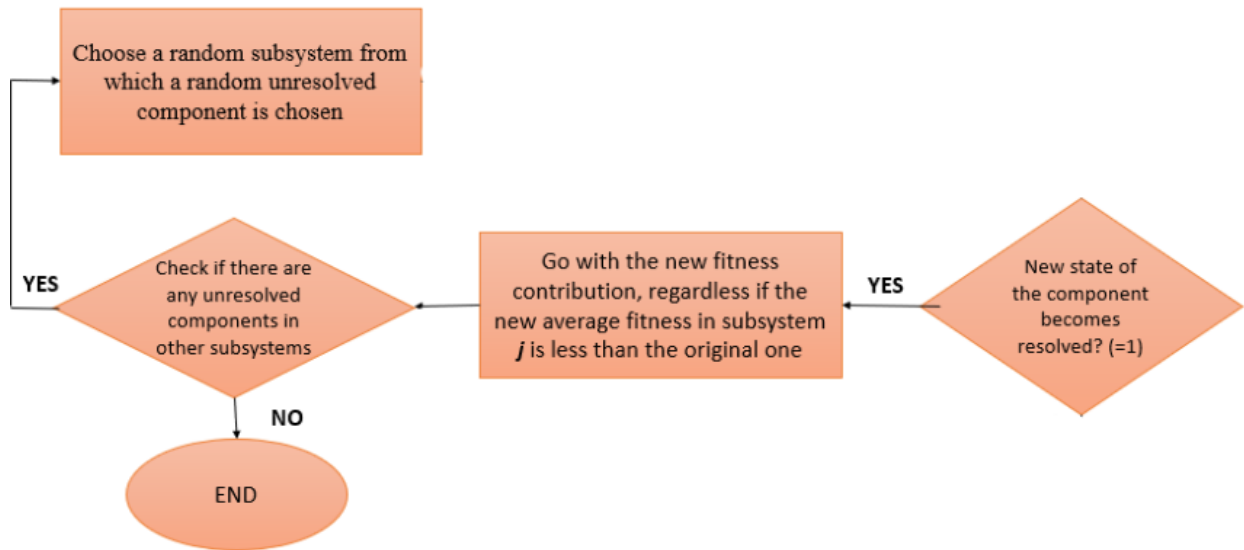 Choose a random subsystem from
which a random unresolved
component is chosen
YES
Check if there are
any unresolved
components in
other subsystems
NO
END
Go with the new fitness
contribution, regardless if the
new average fitness in subsystem
j is less than the original one
YES
New state of
the component
becomes
resolved? (=1)